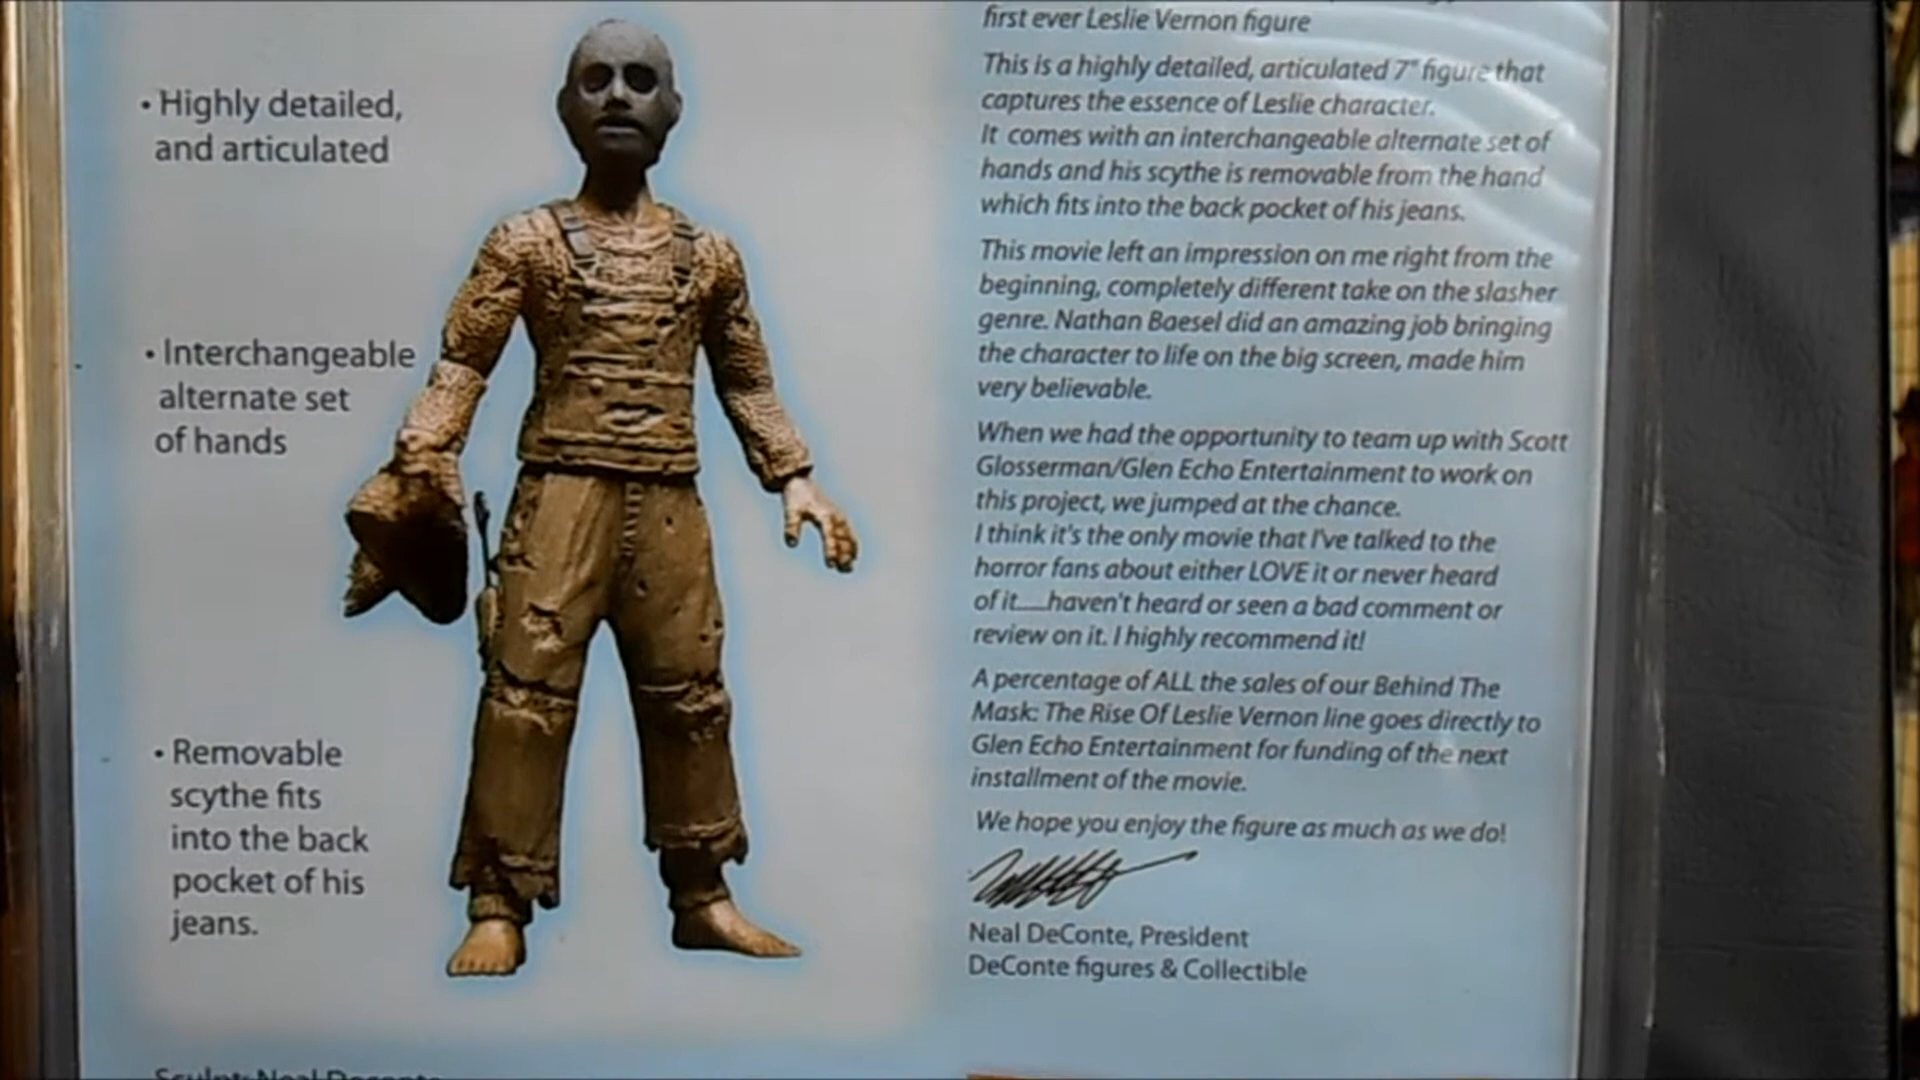 • Highly detailed,
and articulated
• Interchangeable
alternate set
of hands
• Removable
scythe fits
into the back
pocket of his
jeans.
Sculpt: Neal Deconte
first ever Leslie Vernon figure
This is a highly detailed, articulated 7" figure that
captures the essence of Leslie character.
It comes with an interchangeable alternate set of
hands and his scythe is removable from the hand
which fits into the back pocket of his jeans.
This movie left an impression on me right from the
beginning, completely different take on the slasher
genre. Nathan Baesel did an amazing job bringing
the character to life on the big screen, made him
very believable.
When we had the opportunity to team up with Scott
Glosserman/Glen Echo Entertainment to work on
this project, we jumped at the chance.
I think it's the only movie that I've talked to the
horror fans about either LOVE it or never heard
of it.....haven't heard or seen a bad comment or
review on it. I highly recommend it!
A percentage of ALL the sales of our Behind The
Mask: The Rise Of Leslie Vernon line goes directly to
Glen Echo Entertainment for funding of the next
installment of the movie.
We hope you enjoy the figure as much as we do!
Neal DeConte, President
DeConte figures & Collectible